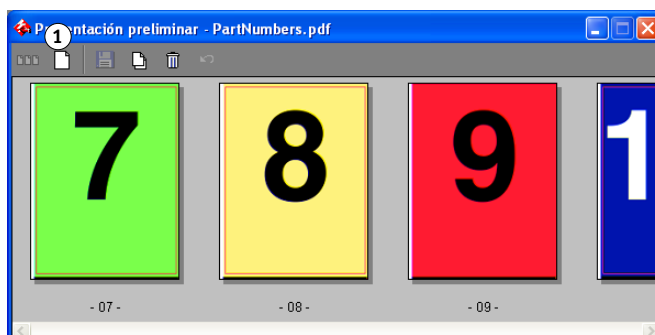 Presentación preliminar - PartNumbers.pdf
1
7 8 9 1
- 07 - - 08 - - 09 -